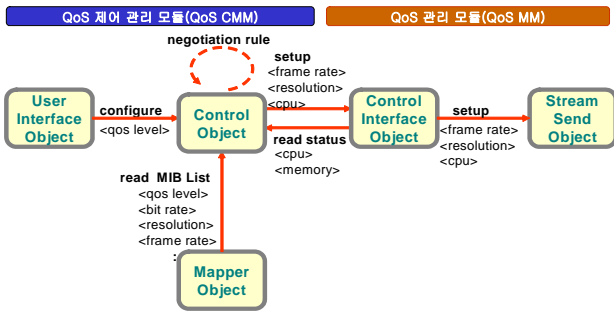 QoS 제어 관리 모듈(QoS CMM)
QoS 관리 모듈(QoS MM)
negotiation rule
setup
<frame rate>
<resolution>
<cpu>
User
Interface
Object
configure
<qos level>
Control
Object
read status
<cpu>
<memory>
Control
Interface
Object
setup
<frame rate>
<resolution>
<cpu>
Stream
Send
Object
read MIB List
<qos level>
<bit rate>
<resolution>
<frame rate>
:
Mapper
Object